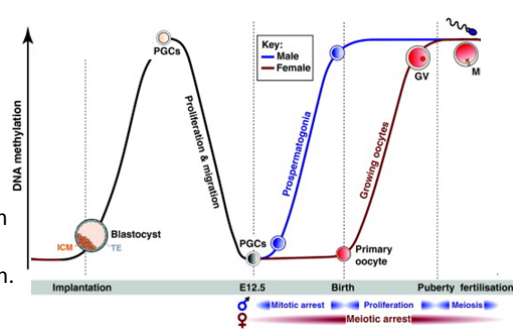 PGCs
Key:
Male
Female
GV
M
DNA methylation
Proliferation & migration
Prospermatogonia
Growing oocytes
Blastocyst
ICM
TE
PGCs
Primary
oocyte
n.
Implantation
E12.5
Birth
Puberty
fertilisation
♂
Mitotic arrest
Proliferation
Meiosis
♀
Meiotic arrest